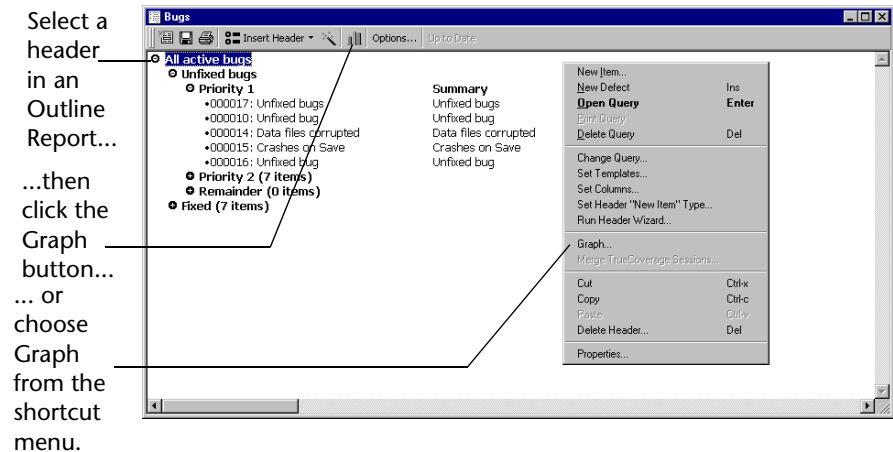 Select a
header
in an
Outline
Report...
...then
click the
Graph
button...
... or
choose
Graph
from the
shortcut
menu.
Bugs
Insert Header
Options...
Up to Date
All active bugs
Unfixed bugs
Priority 1 Summary
000017: Unfixed bugs Unfixed bugs
000010: Unfixed bug Unfixed bug
000014: Data files corrupted Data files corrupted
000015: Crashes on Save Crashes on Save
000016: Unfixed bug Unfixed bug
Priority 2 (7 items)
Remainder (0 items)
Fixed (7 items)
New Item...
New Defect Ins
Open Query Enter
Print Query
Delete Query Del
Change Query...
Set Templates...
Set Columns...
Set Header "New Item" Type...
Run Header Wizard...
Graph...
Merge TrueCoverage Sessions...
Cut Ctrl-x
Copy Ctrl-c
Paste Ctrl-v
Delete Header... Del
Properties...